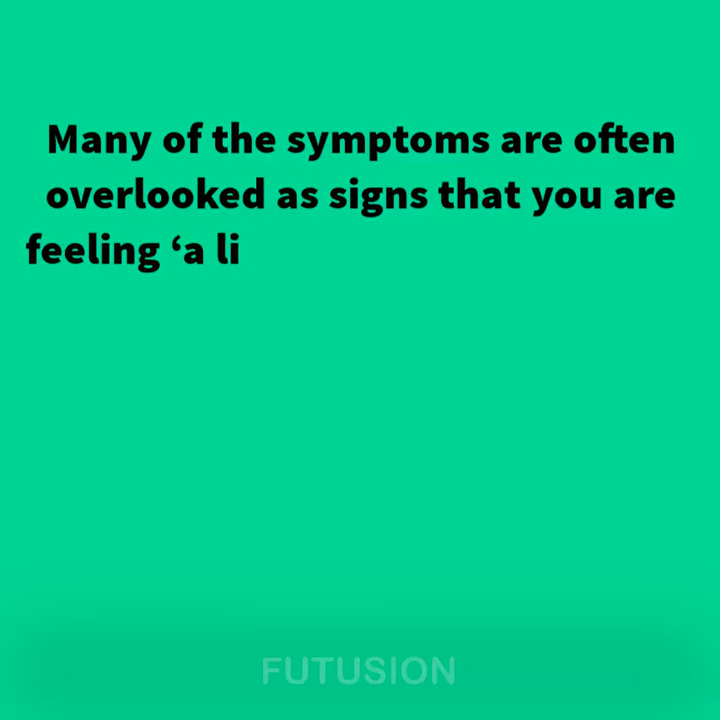 Many of the symptoms are often
overlooked as signs that you are
feeling ‘a li
FUTUSION